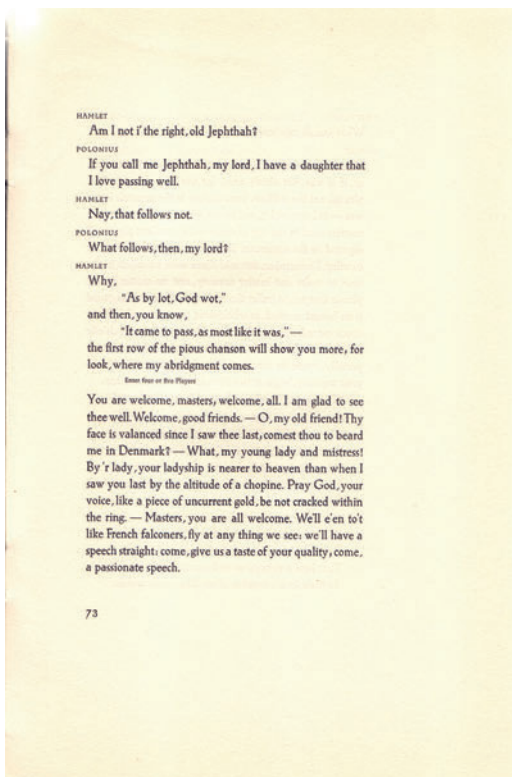 HAMLET
Am I not i' the right, old Jephthah?
POLONIUS
If you call me Jephthah, my lord, I have a daughter that
I love passing well.
HAMLET
Nay, that follows not.
POLONIUS
What follows, then, my lord?
HAMLET
Why,
"As by lot, God wot,"
and then, you know,
"It came to pass, as most like it was," —
the first row of the pious chanson will show you more, for
look, where my abridgment comes.
Enter four or five Players
You are welcome, masters, welcome, all. I am glad to see
thee well. Welcome, good friends. — O, my old friend! Thy
face is valanced since I saw thee last, comest thou to beard
me in Denmark? — What, my young lady and mistress!
By 'r lady, your ladyship is nearer to heaven than when I
saw you last by the altitude of a chopine. Pray God, your
voice, like a piece of uncurrent gold, be not cracked within
the ring. — Masters, you are all welcome. We'll e'en to't
like French falconers, fly at any thing we see: we'll have a
speech straight: come, give us a taste of your quality, come,
a passionate speech.
73